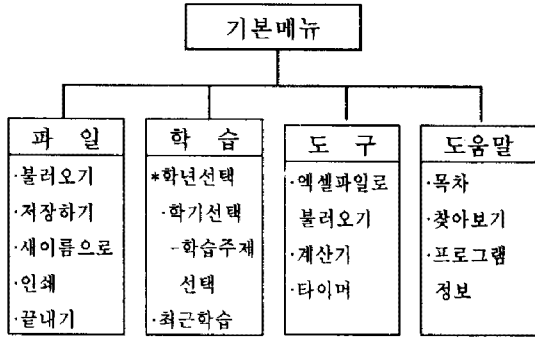 기본메뉴
파 일
·불러오기
·저장하기
·새이름으로
·인쇄
·끝내기
학 습
*학년선택
·학기선택
-학습주제
선택
·최근학습
도 구
·엑셀파일로
불러오기
·계산기
·타이머
도움말
·목차
·찾아보기
·프로그램
정보